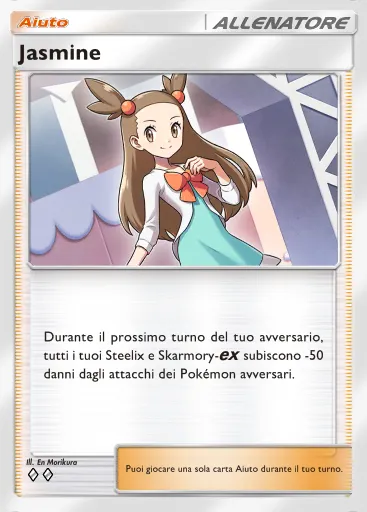 Aiuto
ALLENATORE
Jasmine
Durante il prossimo turno del tuo avversario,
tutti i tuoi Steelix e Skarmory-ex subiscono -50
danni dagli attacchi dei Pokémon avversari.
Ill. En Morikura
Puoi giocare una sola carta Aiuto durante il tuo turno.